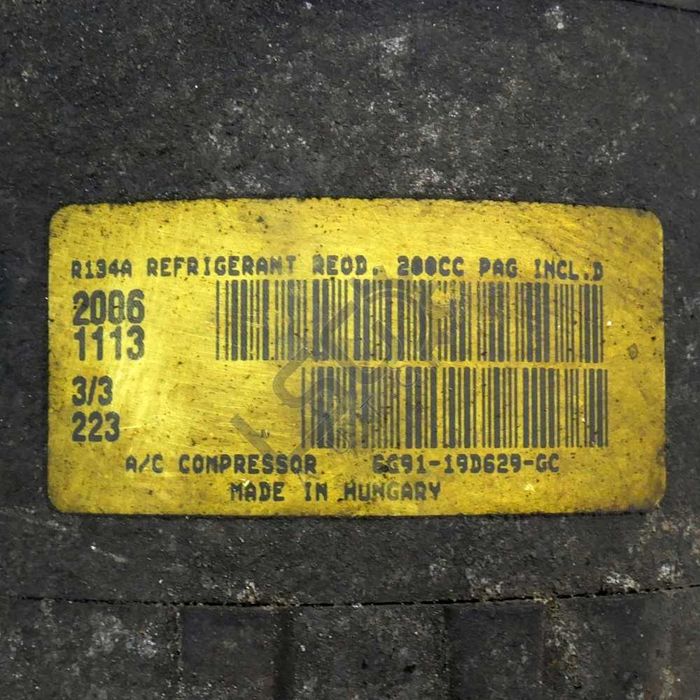 R134A REFRIGERANT REQD. 200CC PAG INCL.D
2086
1113
3/3
223
A/C COMPRESSOR 6G91-19D629-GC
MADE IN HUNGARY